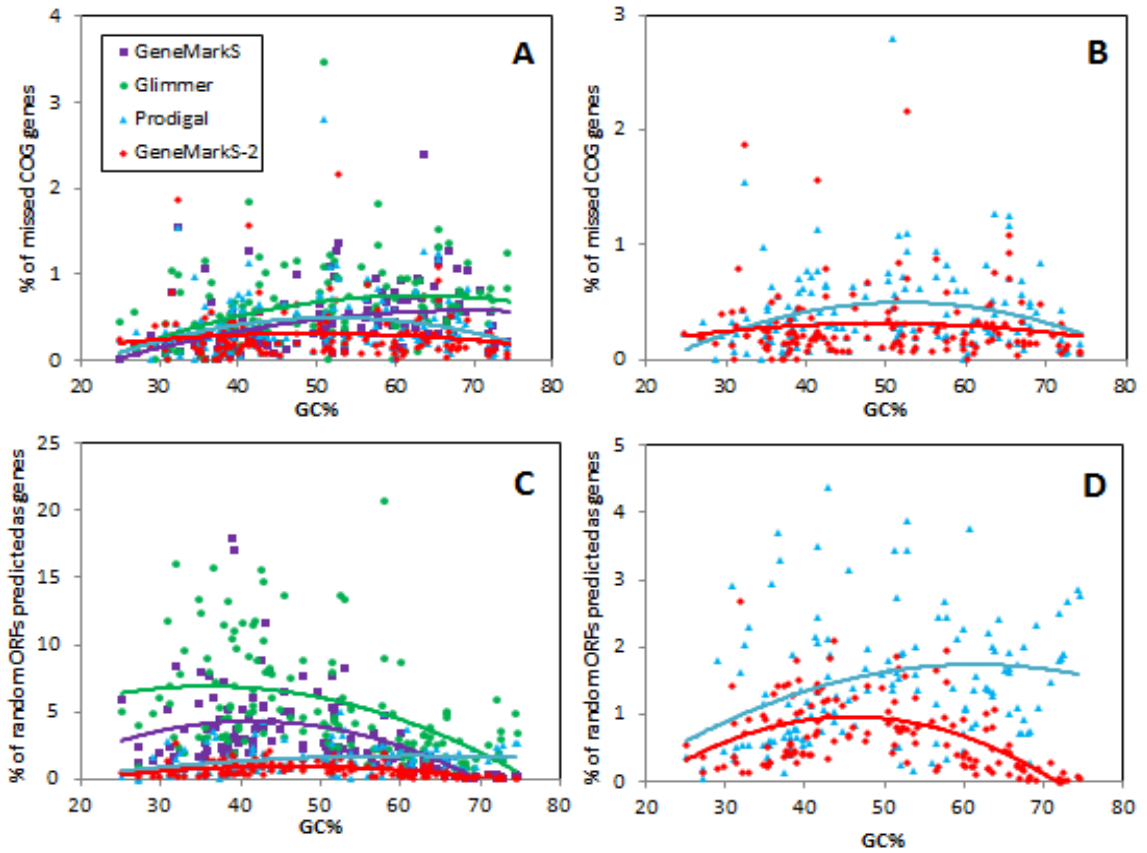 % of missed COG genes
4
3
2
1
0
GeneMarkS
Glimmer
Prodigal
GeneMarkS-2
A
20 30 40 50 60 70 80
GC%
% of missed COG genes
3
2
1
0
B
20 30 40 50 60 70 80
GC%
% of random ORFs predicted as genes
25
20
15
10
5
0
C
20 30 40 50 60 70 80
GC%
% of random ORFs predicted as genes
5
4
3
2
1
0
D
20 30 40 50 60 70 80
GC%